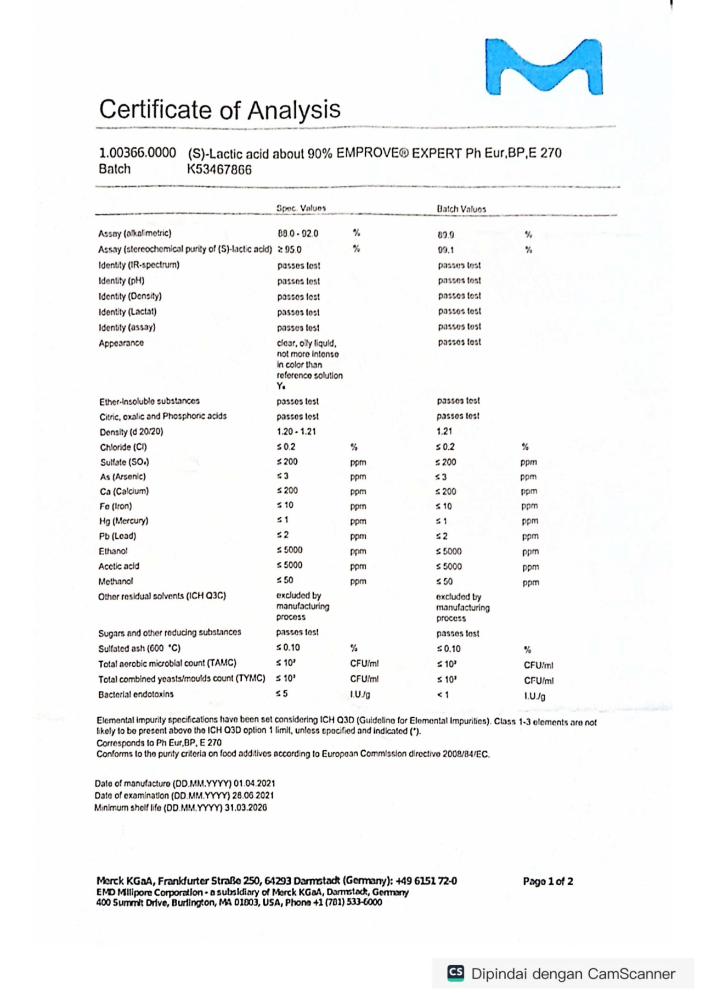 Certificate of Analysis
1.00366.0000 (S)-Lactic acid about 90% EMPROVE® EXPERT Ph Eur,BP,E 270
Batch K53467866
Spec. Values Batch Values
Assay (alkalimetric) 88.0 - 92.0 % 89.9 %
Assay (stereochemical purity of (S)-lactic acid) ≥ 95.0 % 99.1 %
Identity (IR-spectrum) passes test passes test
Identity (pH) passes test passes test
Identity (Density) passes test passes test
Identity (Lactat) passes test passes test
Identity (assay) passes test passes test
Appearance clear, oily liquid, passes test
not more intense
in color than
reference solution
Ether-insoluble substances passes test passes test
Citric, oxalic and Phosphoric acids passes test passes test
Density (d 20/20) 1.20 - 1.21 1.21
Chloride (Cl) ≤ 0.2 % ≤ 0.2 %
Sulfate (SO₄) ≤ 200 ppm ≤ 200 ppm
As (Arsenic) ≤ 3 ppm ≤ 3 ppm
Ca (Calcium) ≤ 200 ppm ≤ 200 ppm
Fe (Iron) ≤ 10 ppm ≤ 10 ppm
Hg (Mercury) ≤ 1 ppm ≤ 1 ppm
Pb (Lead) ≤ 2 ppm ≤ 2 ppm
Ethanol ≤ 5000 ppm ≤ 5000 ppm
Acetic acid ≤ 5000 ppm ≤ 5000 ppm
Methanol ≤ 50 ppm ≤ 50 ppm
Other residual solvents (ICH Q3C) excluded by excluded by
manufacturing manufacturing
process process
Sugars and other reducing substances passes test passes test
Sulfated ash (600 °C) ≤ 0.10 % ≤ 0.10 %
Total aerobic microbial count (TAMC) ≤ CFU/ml ≤ CFU/ml
Total combined yeasts/moulds count (TYMC) ≤ CFU/ml ≤ CFU/ml
Bacterial endotoxins ≤ 5 I.U./g < 1 I.U./g
Elemental impurity specifications have been set considering ICH Q3D (Guideline for Elemental Impurities). Class 1-3 elements are not
likely to be present above the ICH Q3D option 1 limit, unless specified and indicated (*).
Corresponds to Ph Eur,BP, E 270
Conforms to the purity criteria on food additives according to European Commission directive 2008/84/EC.
Date of manufacture (DD.MM.YYYY) 01.04.2021
Date of examination (DD.MM.YYYY) 28.06.2021
Minimum shelf life (DD.MM.YYYY) 31.03.2026
Merck KGaA, Frankfurter Straße 250, 64293 Darmstadt (Germany): +49 6151 72-0 Page 1 of 2
EMD Millipore Corporation - a subsidiary of Merck KGaA, Darmstadt, Germany
400 Summit Drive, Burlington, MA 01803, USA, Phone +1 (781) 533-6000
CS Dipindai dengan CamScanner